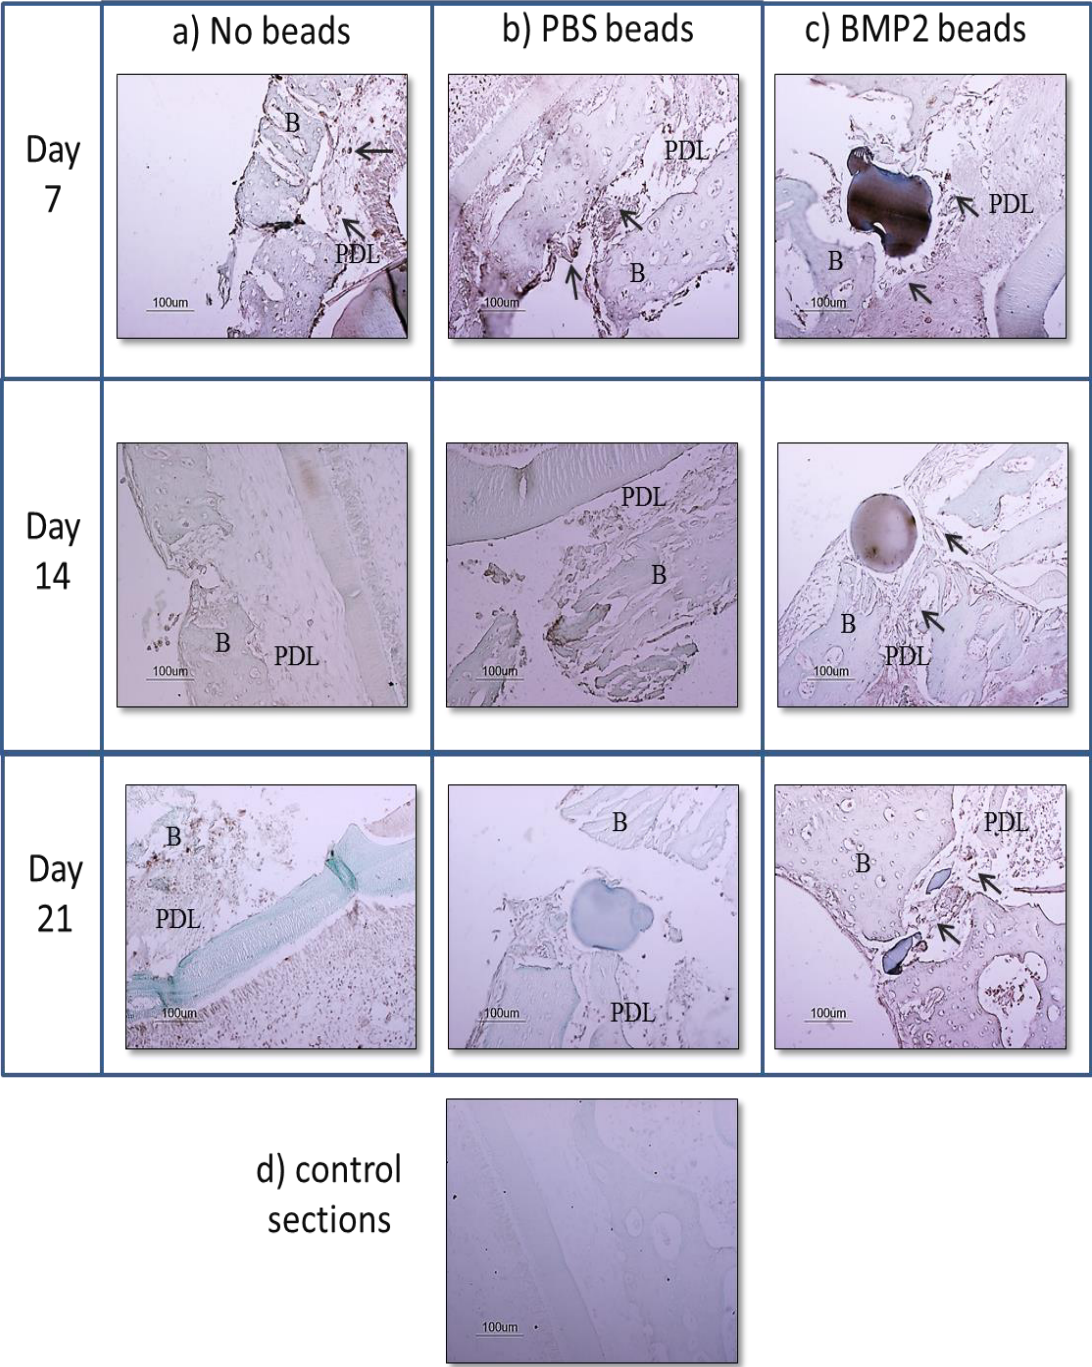 a) No beads
b) PBS beads
c) BMP2 beads
Day
7
B
PDL
100um
PDL
B
100um
PDL
B
100um
Day
14
B
PDL
100um
PDL
B
100um
B
PDL
100um
Day
21
B
PDL
100um
B
PDL
100um
PDL
B
100um
d) control
sections
100um